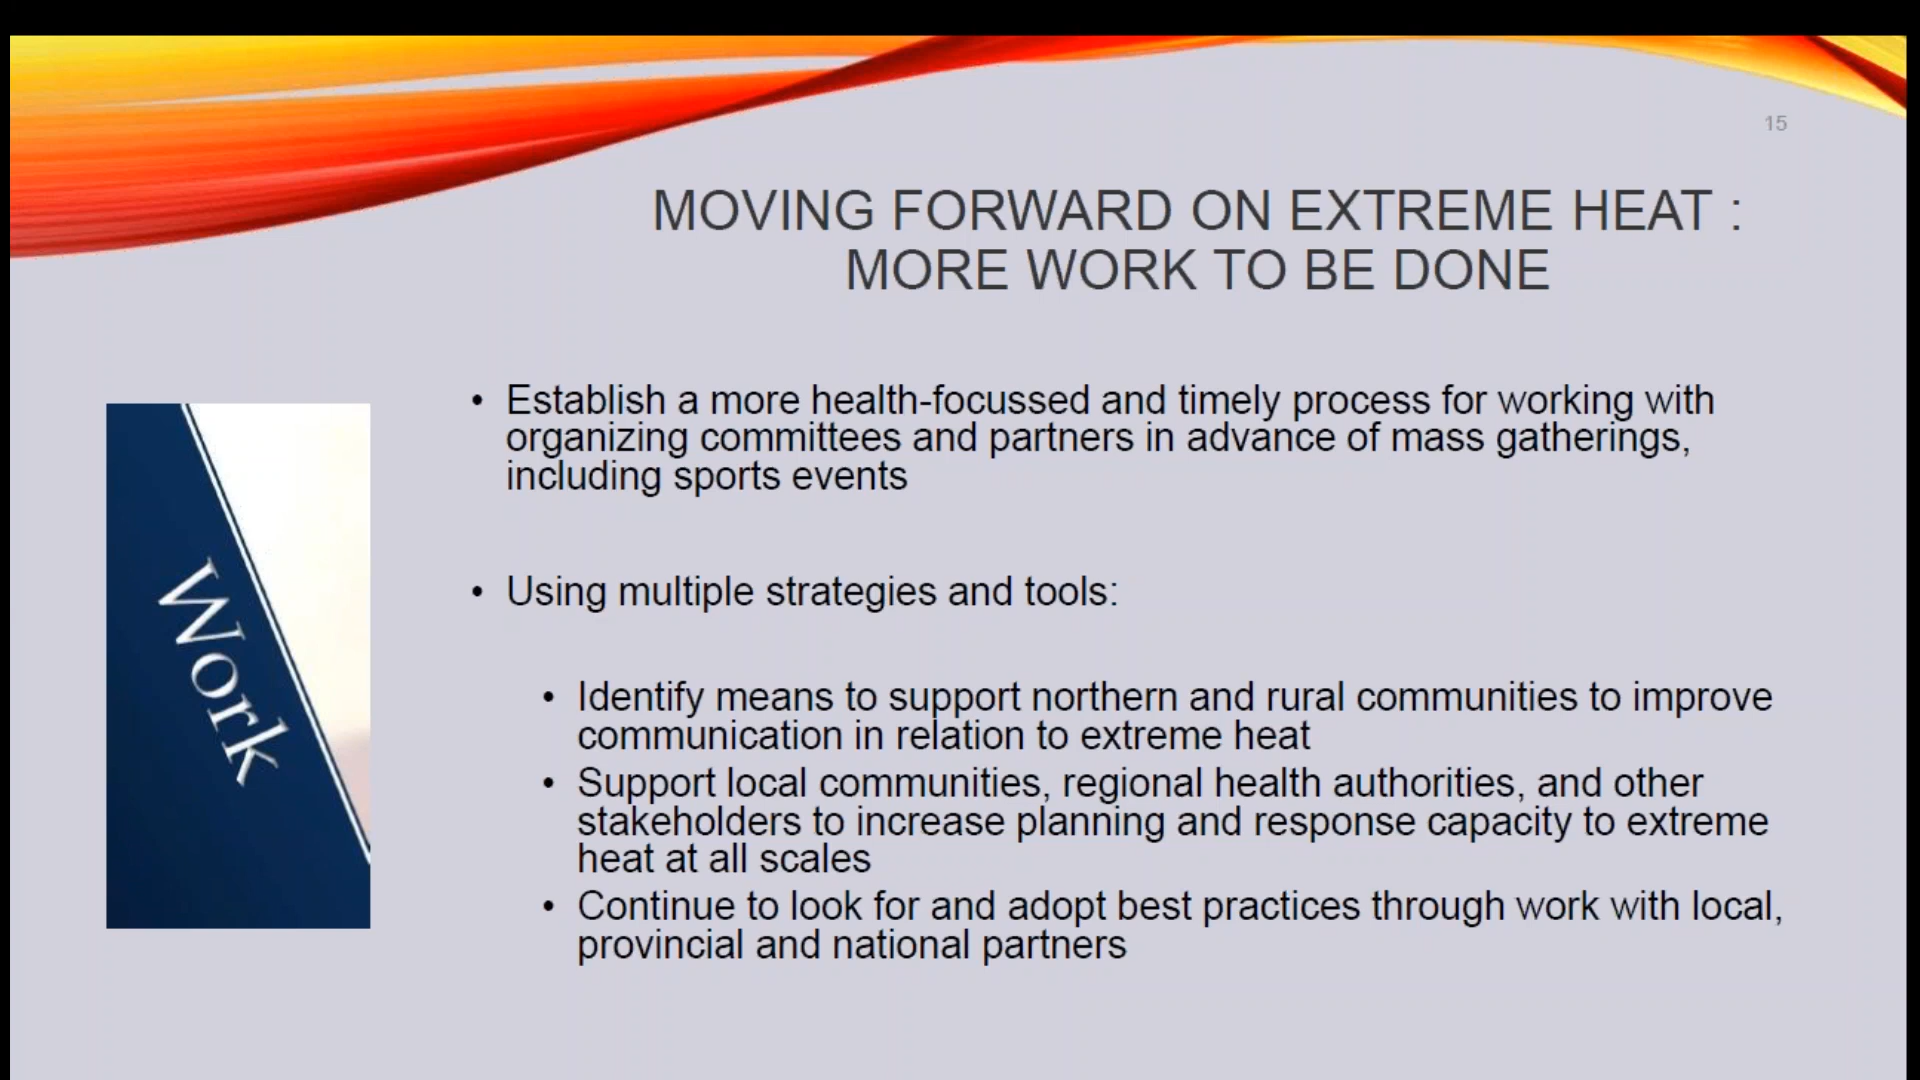 15
MOVING FORWARD ON EXTREME HEAT :
MORE WORK TO BE DONE
Work
• Establish a more health-focussed and timely process for working with
organizing committees and partners in advance of mass gatherings,
including sports events
• Using multiple strategies and tools:
• Identify means to support northern and rural communities to improve
communication in relation to extreme heat
• Support local communities, regional health authorities, and other
stakeholders to increase planning and response capacity to extreme
heat at all scales
• Continue to look for and adopt best practices through work with local,
provincial and national partners